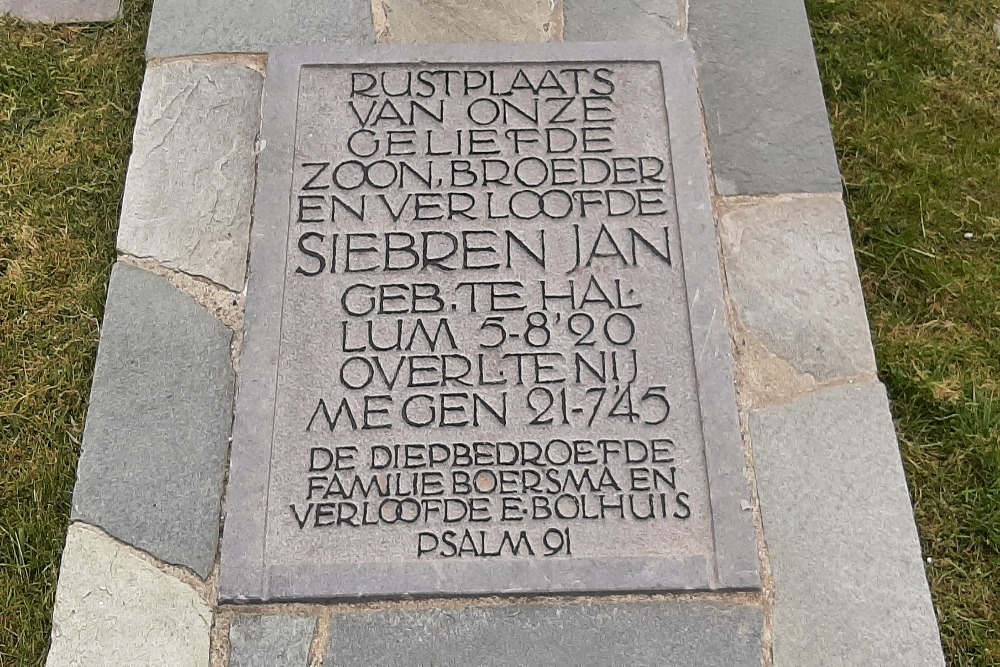 RUSTPLAATS
VAN ONZE
GELIEFDE
ZOON, BROEDER
EN VERLOOFDE
SIEBREN JAN
GEB. TE HAL-
LUM 5-8'20
OVERL. TE NIJ
MEGEN 21-7'45
DE DIEPBEDROEFDE
FAMILIE BOERSMA EN
VERLOOFDE E. BOLHUIS
PSALM 91